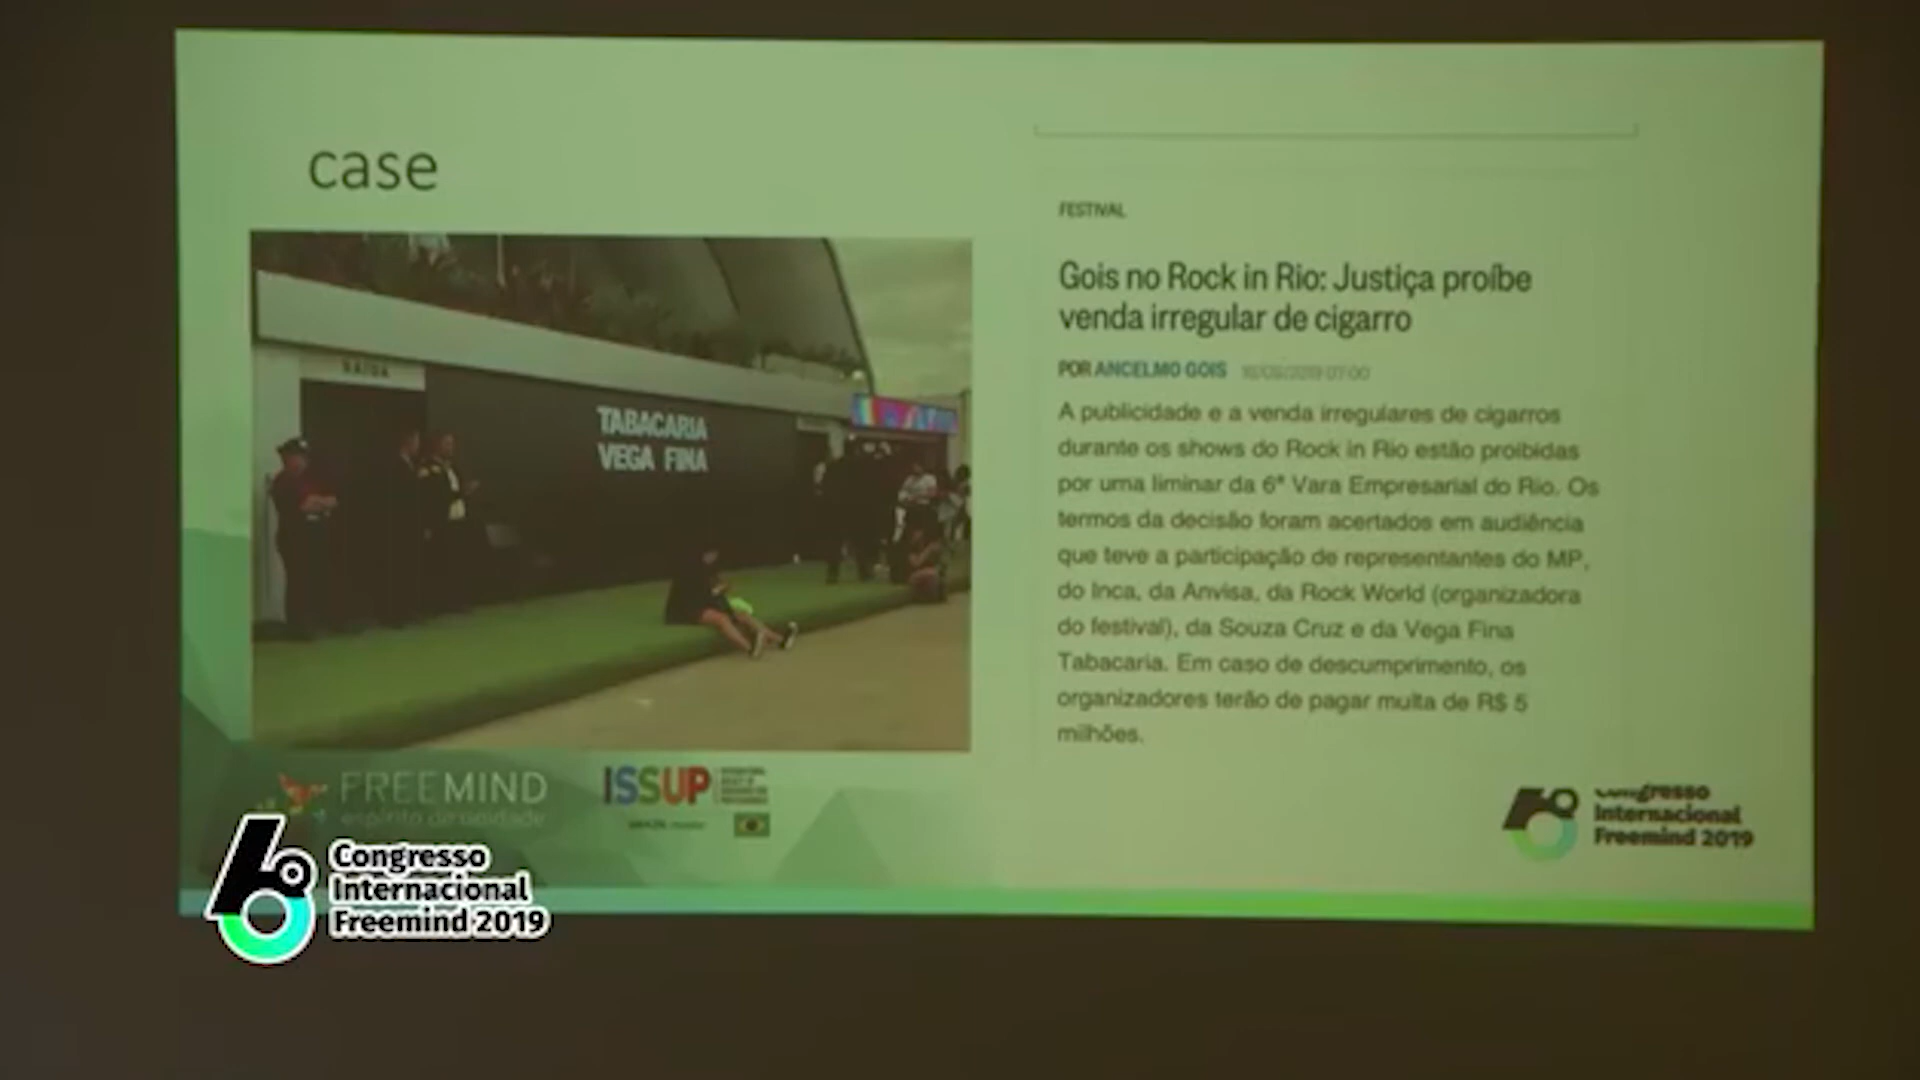 case
FESTIVAL
Gois no Rock in Rio: Justiça proíbe
venda irregular de cigarro
POR ANCELMO GOIS
A publicidade e a venda irregulares de cigarros
durante os shows do Rock in Rio estão proibidas
por uma liminar da 6ª Vara Empresarial do Rio. Os
termos da decisão foram acertados em audiência
que teve a participação de representantes do MP,
do Inca, da Anvisa, da Rock World (organizadora
do festival), da Souza Cruz e da Vega Fina
Tabacaria. Em caso de descumprimento, os
organizadores terão de pagar multa de R$ 5
milhões.
SAÍDA
TABACARIA
VEGA FINA
FREEMIND
ISSUP
6º
Congresso
Internacional
Freemind 2019
6º
Congresso
Internacional
Freemind 2019